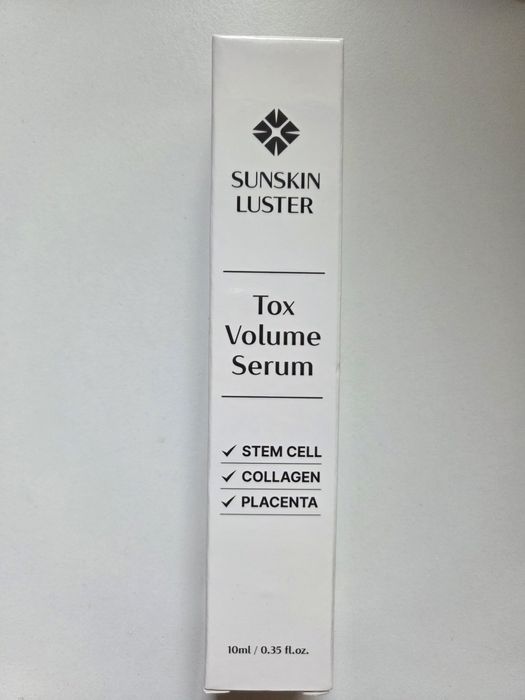 SUNSKIN
LUSTER
Tox
Volume
Serum
✓ STEM CELL
✓ COLLAGEN
✓ PLACENTA
10ml / 0.35 fl.oz.